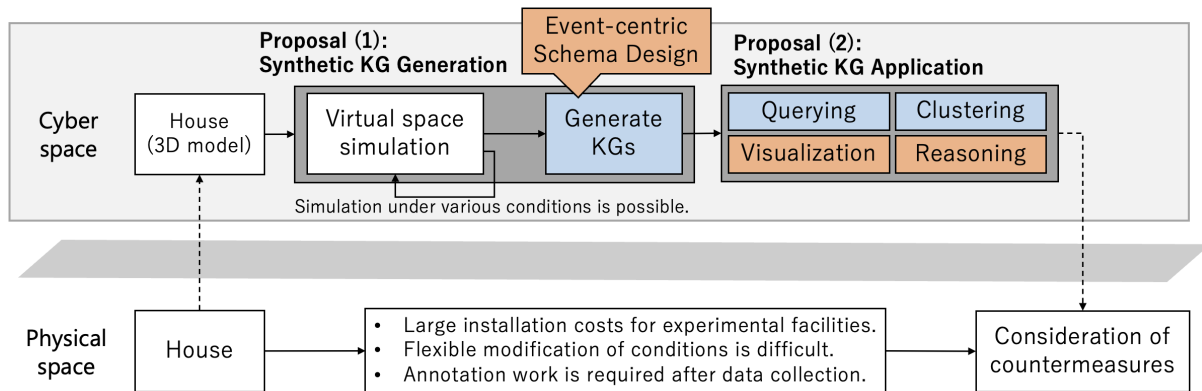 Event-centric
Schema Design
Proposal (1):
Synthetic KG Generation
Proposal (2):
Synthetic KG Application
Cyber
space
House
(3D model)
Virtual space
simulation
Generate
KGs
Querying
Clustering
Visualization
Reasoning
Simulation under various conditions is possible.
Physical
space
House
• Large installation costs for experimental facilities.
• Flexible modification of conditions is difficult.
• Annotation work is required after data collection.
Consideration of
countermeasures